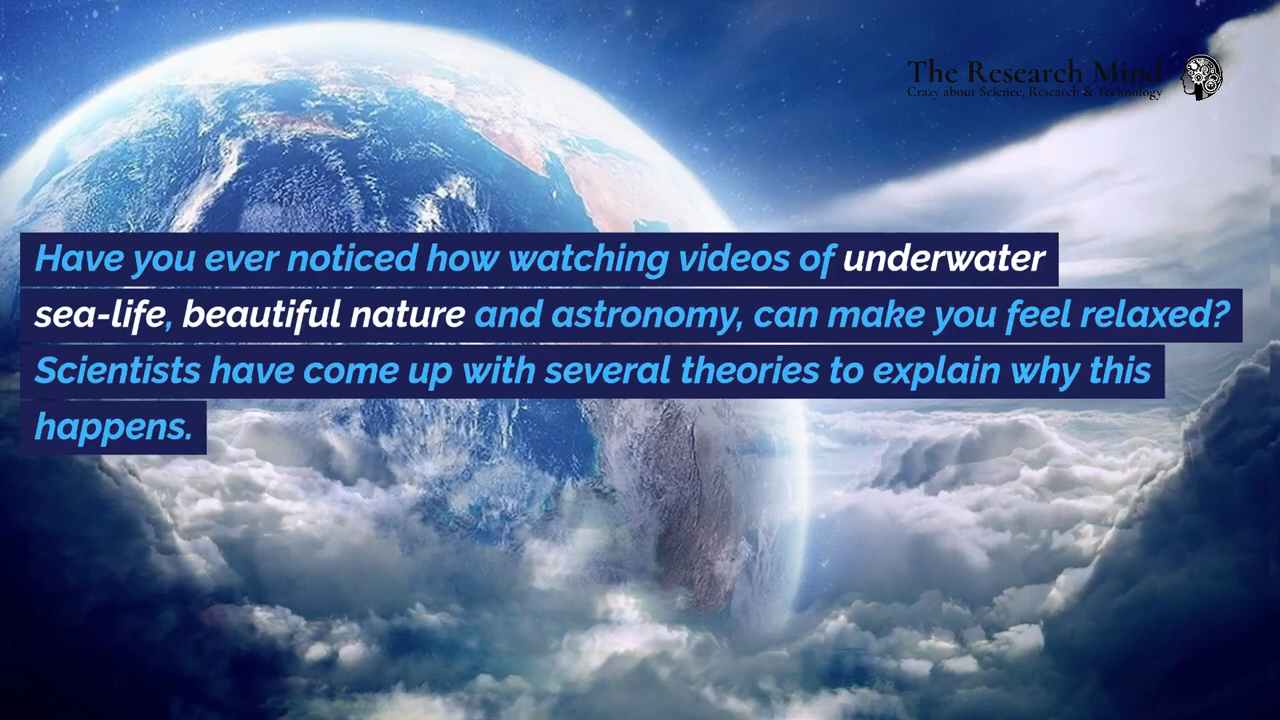 The Research Mind
Crazy about Science, Research & Technology
Have you ever noticed how watching videos of underwater
sea-life, beautiful nature and astronomy, can make you feel relaxed?
Scientists have come up with several theories to explain why this
happens.